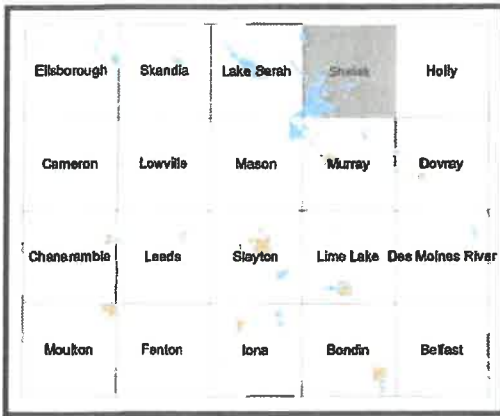 Ellsborough Skandia Lake Sarah Shetek Holly
Cameron Lowville Mason Murray Dovray
Chanarambie Leeds Slayton Lime Lake Des Moines River
Moulton Fenton Iona Bondin Belfast